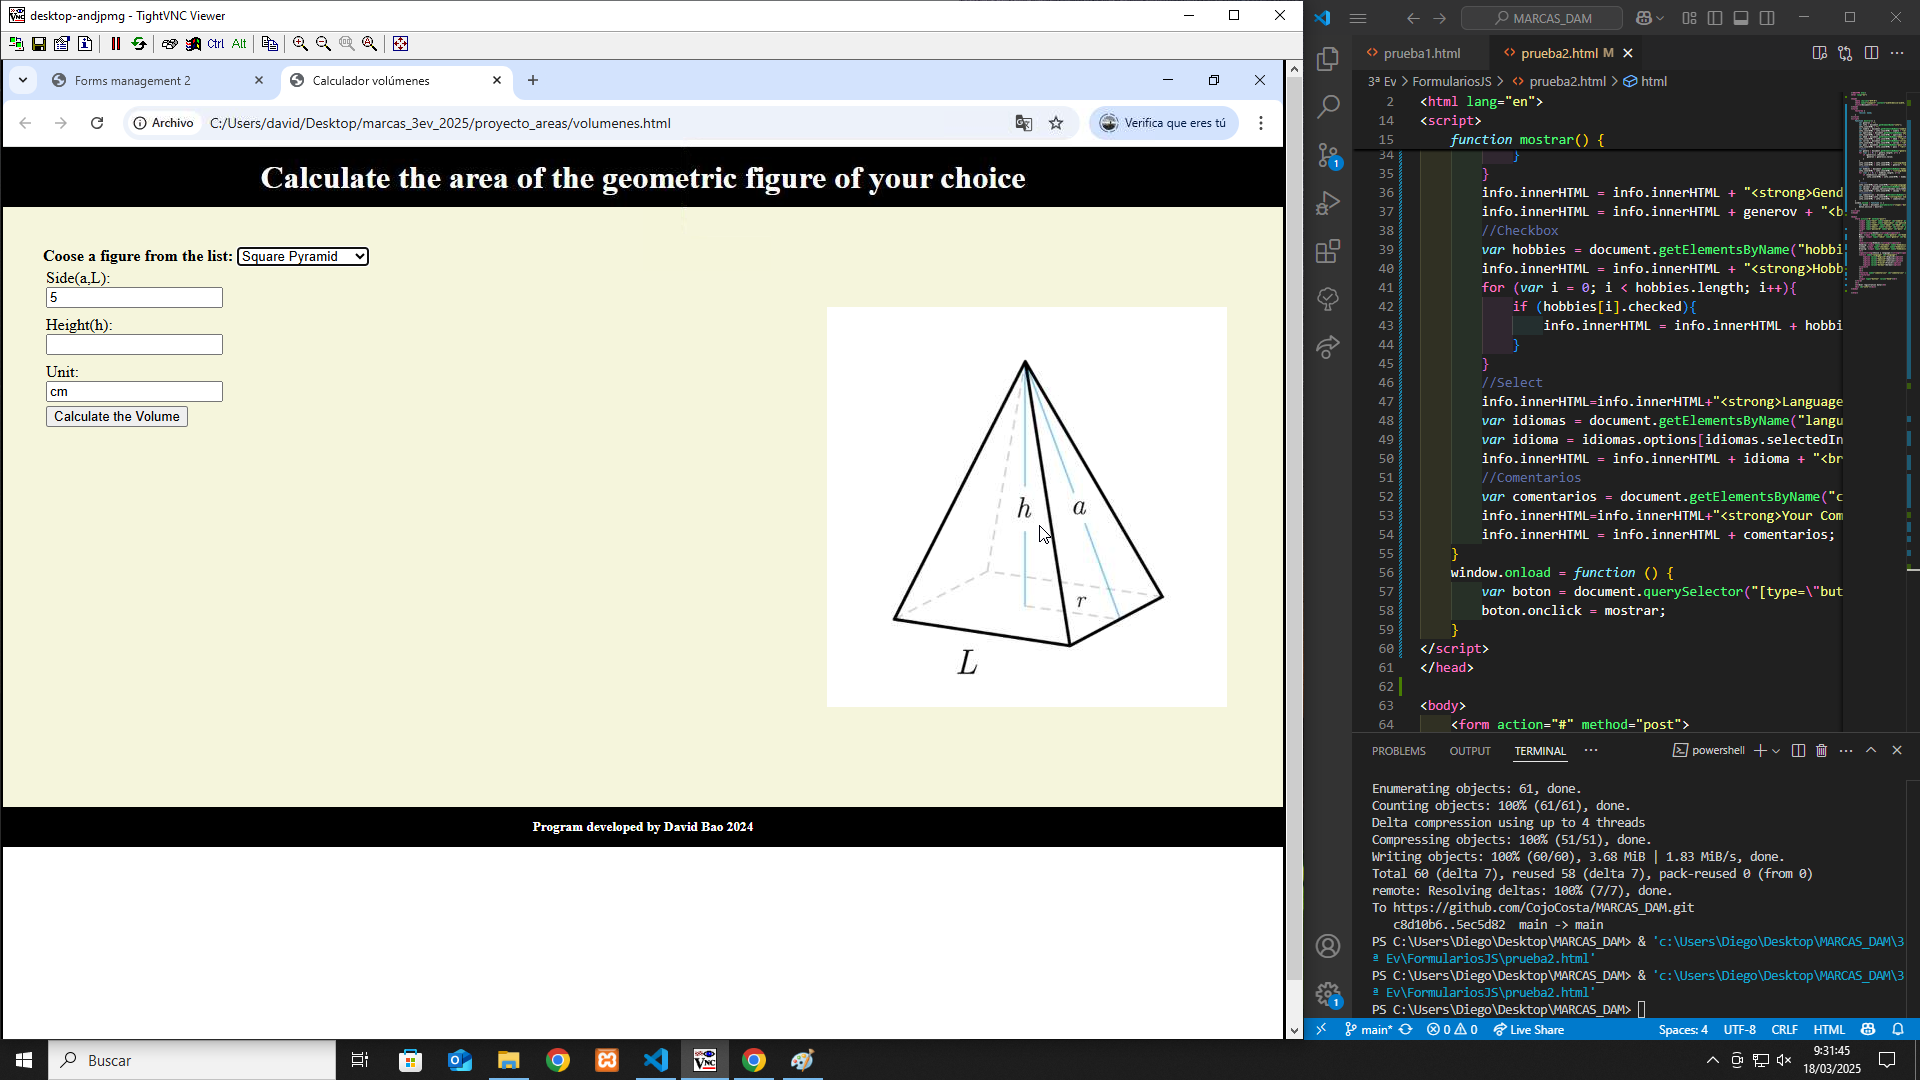 desktop-andjpmg - TightVNC Viewer
Ctrl Alt
Forms management 2
Calculador volúmenes
Archivo C:/Users/david/Desktop/marcas_3ev_2025/proyecto_areas/volumenes.html
Verifica que eres tú
Calculate the area of the geometric figure of your choice
Coose a figure from the list: Square Pyramid
Side(a,L):
5
Height(h):
Unit:
cm
Calculate the Volume
h
a
r
L
Program developed by David Bao 2024
MARCAS_DAM
prueba1.html
prueba2.html M
3ª Ev > FormulariosJS > prueba2.html > html
2 <html lang="en">
14 <script>
15 function mostrar() {
34 }
35 }
36 info.innerHTML = info.innerHTML + "<strong>Gend
37 info.innerHTML = info.innerHTML + generov + "<b
38 //Checkbox
39 var hobbies = document.getElementsByName("hobbi
40 info.innerHTML = info.innerHTML + "<strong>Hobb
41 for (var i = 0; i < hobbies.length; i++){
42 if (hobbies[i].checked){
43 info.innerHTML = info.innerHTML + hobbi
44 }
45 }
46 //Select
47 info.innerHTML=info.innerHTML+"<strong>Language
48 var idiomas = document.getElementsByName("langu
49 var idioma = idiomas.options[idiomas.selectedIn
50 info.innerHTML = info.innerHTML + idioma + "<br
51 //Comentarios
52 var comentarios = document.getElementsByName("c
53 info.innerHTML=info.innerHTML+"<strong>Your Com
54 info.innerHTML = info.innerHTML + comentarios;
55 }
56 window.onload = function () {
57 var boton = document.querySelector("[type=\"but
58 boton.onclick = mostrar;
59 }
60 </script>
61 </head>
62
63 <body>
64 <form action="#" method="post">
PROBLEMS OUTPUT TERMINAL ··· powershell
Enumerating objects: 61, done.
Counting objects: 100% (61/61), done.
Delta compression using up to 4 threads
Compressing objects: 100% (51/51), done.
Writing objects: 100% (60/60), 3.68 MiB | 1.83 MiB/s, done.
Total 60 (delta 7), reused 58 (delta 7), pack-reused 0 (from 0)
remote: Resolving deltas: 100% (7/7), done.
To https://github.com/CojoCosta/MARCAS_DAM.git
c8d10b6..5ec5d82 main -> main
PS C:\Users\Diego\Desktop\MARCAS_DAM> & 'c:\Users\Diego\Desktop\MARCAS_DAM\3
ª Ev\FormulariosJS\prueba2.html'
PS C:\Users\Diego\Desktop\MARCAS_DAM> & 'c:\Users\Diego\Desktop\MARCAS_DAM\3
ª Ev\FormulariosJS\prueba2.html'
PS C:\Users\Diego\Desktop\MARCAS_DAM>
main* 0 0 Live Share Spaces: 4 UTF-8 CRLF HTML
Buscar
9:31:45
18/03/2025